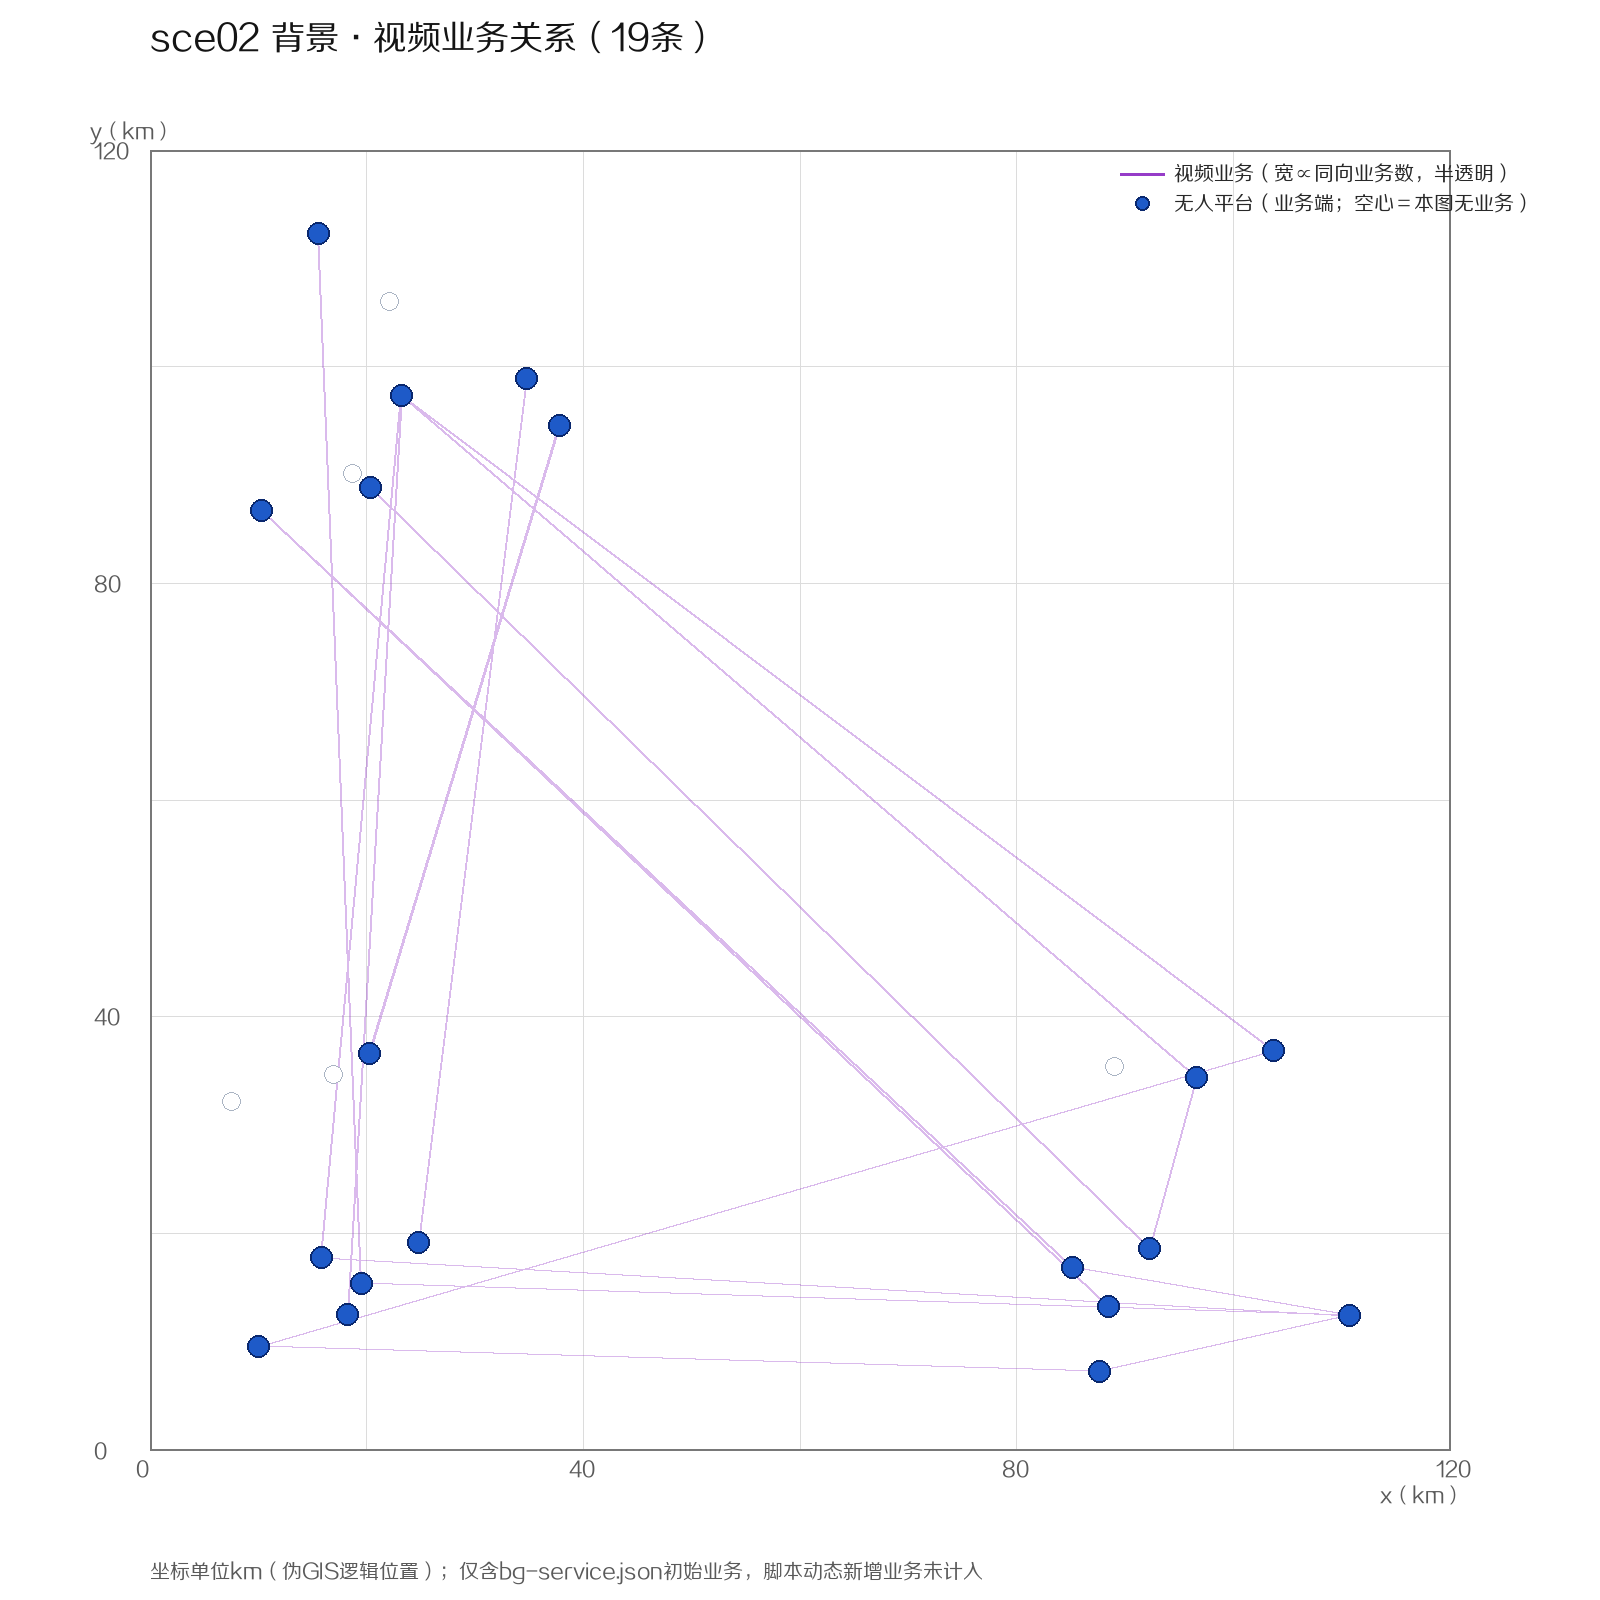 sce02 背景·视频业务关系（19条）
y（km）
120
视频业务（宽∝同向业务数，半透明）
无人平台（业务端；空心＝本图无业务）
80
40
0
0 40 80 120
x（km）
坐标单位km（伪GIS逻辑位置）；仅含bg-service.json初始业务，脚本动态新增业务未计入